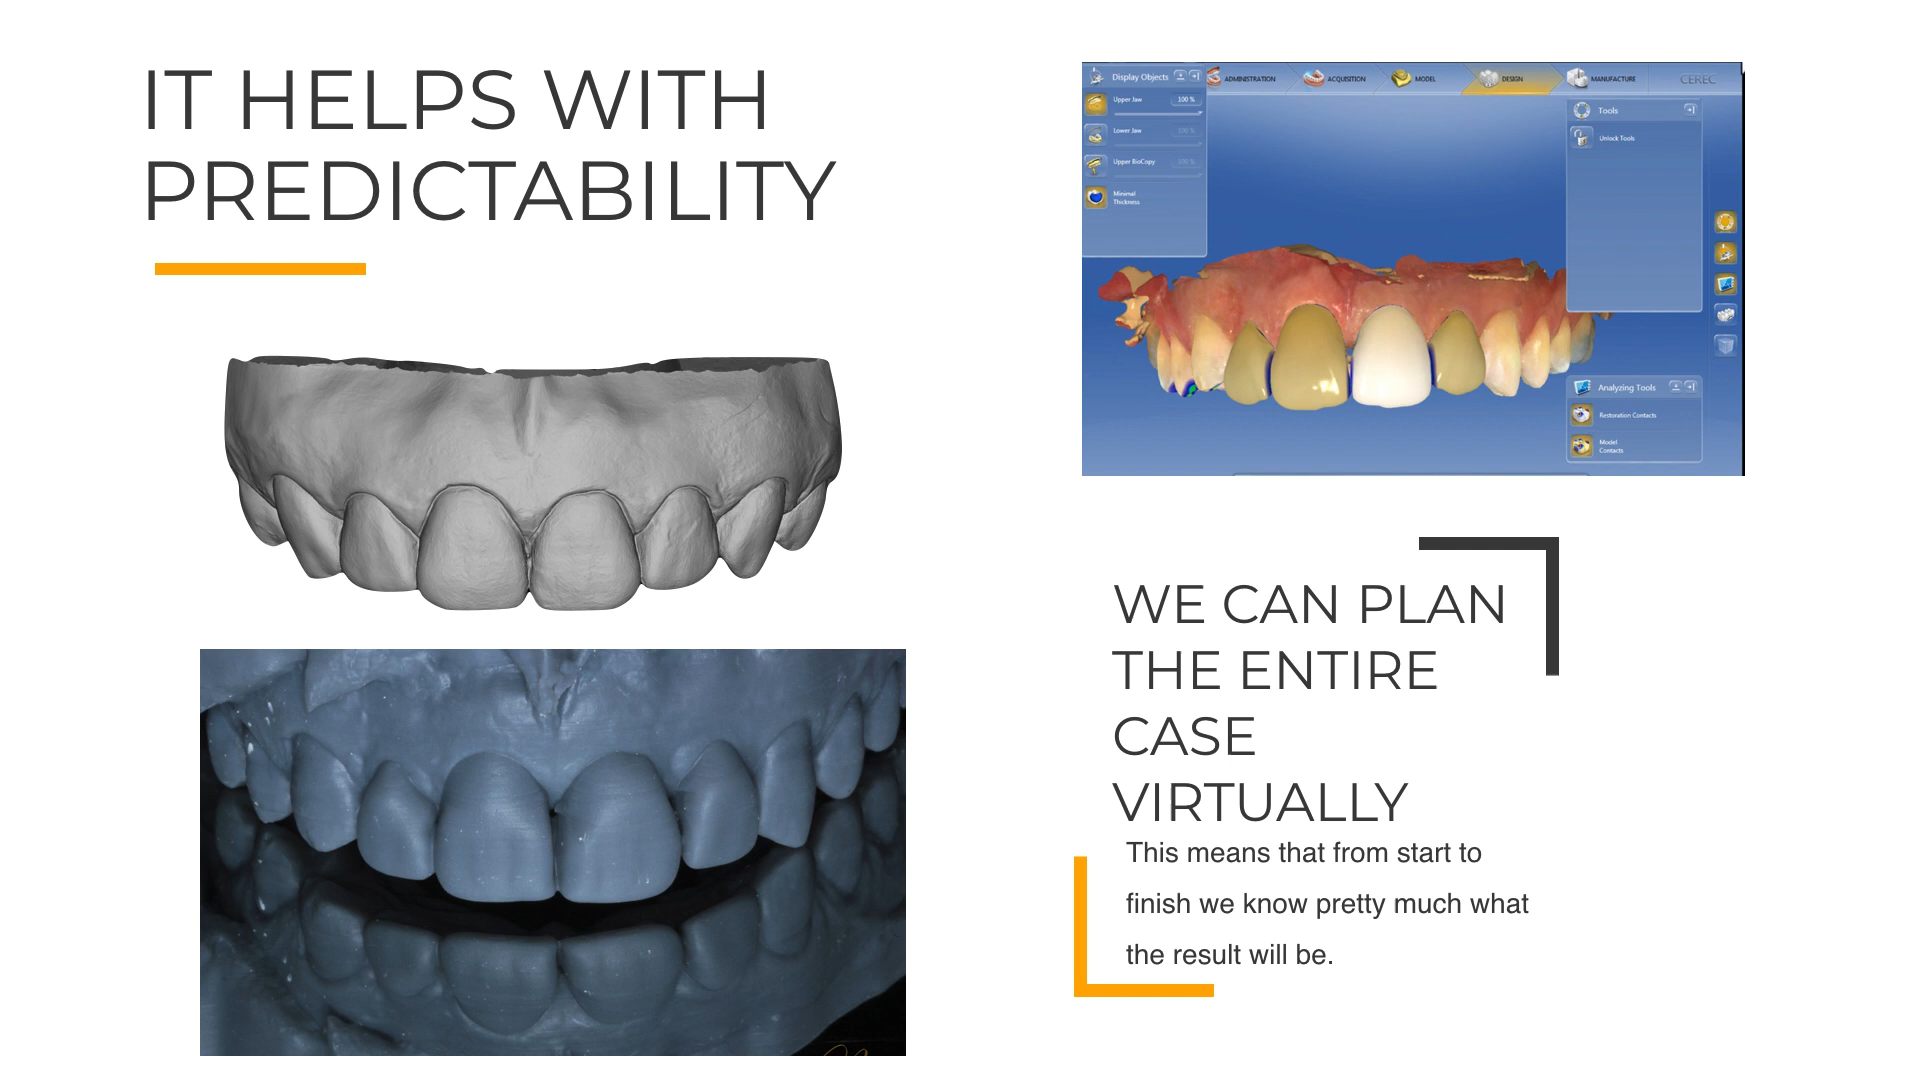 IT HELPS WITH
PREDICTABILITY
Display Objects
Upper Jaw
100 %
Lower Jaw
100 %
Upper BioCopy
100 %
Minimal
Thickness
ADMINISTRATION
ACQUISITION
MODEL
DESIGN
MANUFACTURE
CEREC
Tools
Unlock Tools
Analyzing Tools
Restoration Contacts
Model
Contacts
WE CAN PLAN
THE ENTIRE
CASE
VIRTUALLY
This means that from start to
finish we know pretty much what
the result will be.